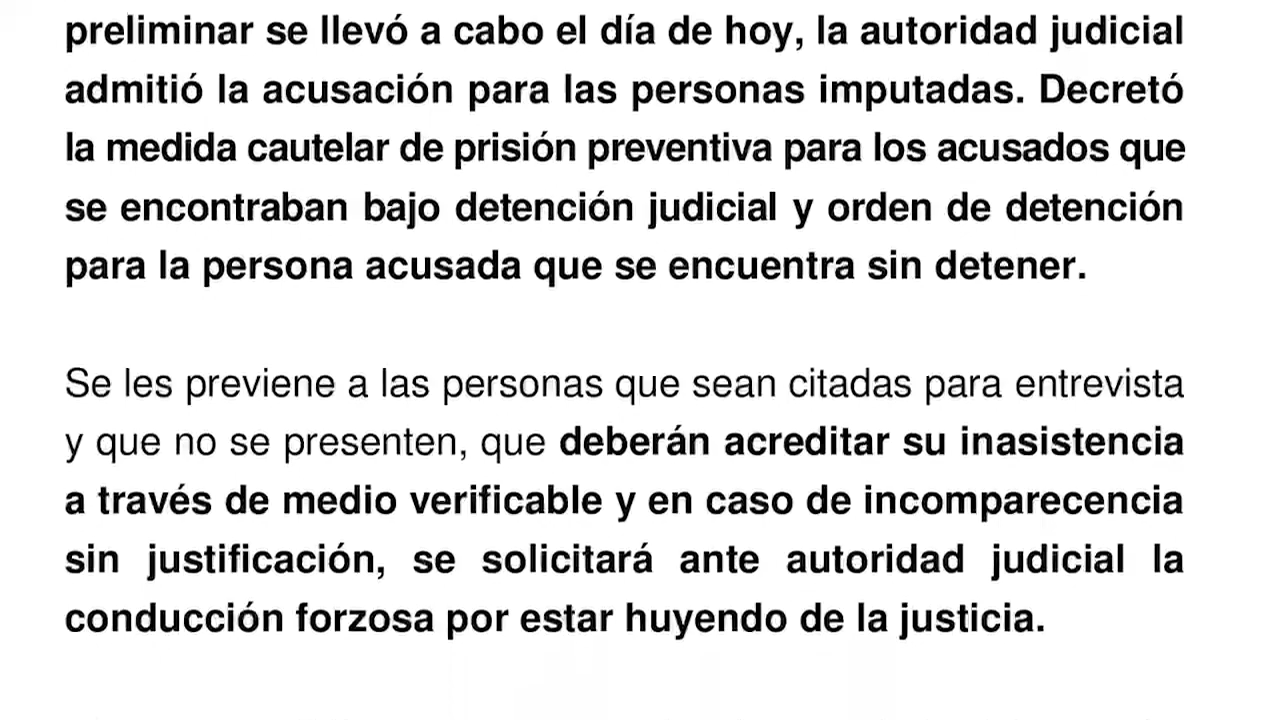 preliminar se llevó a cabo el día de hoy, la autoridad judicial
admitió la acusación para las personas imputadas. Decretó
la medida cautelar de prisión preventiva para los acusados que
se encontraban bajo detención judicial y orden de detención
para la persona acusada que se encuentra sin detener.
Se les previene a las personas que sean citadas para entrevista
y que no se presenten, que deberán acreditar su inasistencia
a través de medio verificable y en caso de incomparecencia
sin justificación, se solicitará ante autoridad judicial la
conducción forzosa por estar huyendo de la justicia.